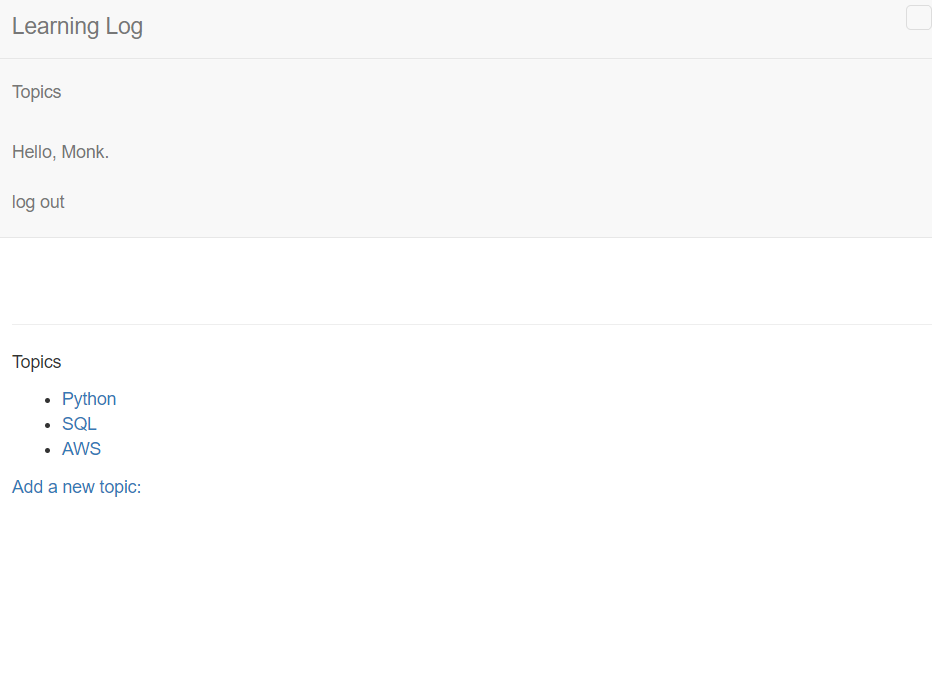 Learning Log
Topics
Hello, Monk.
log out
Topics
Python
SQL
AWS
Add a new topic: